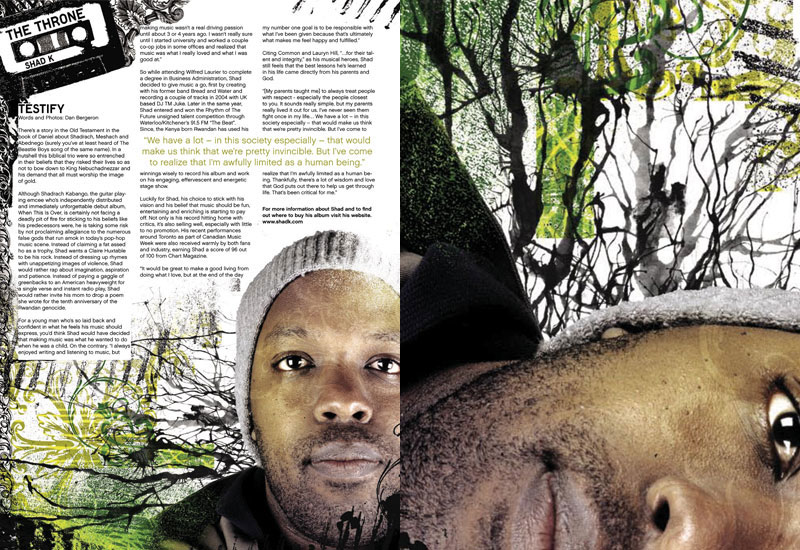 THE THRONE
SHAD K
TESTIFY
Words and Photos: Dan Bergeron
There's a story in the Old Testament in the
book of Daniel about Shadrach, Meshach and
Abednego (surely you've at least heard of The
Beastie Boys song of the same name). In a
nutshell this biblical trio were so entrenched
in their beliefs that they risked their lives so as
not to bow down to King Nebuchadnezzar and
his demand that all must worship the image
of gold.
Although Shadrach Kabango, the guitar play-
ing emcee who's independently distributed
and immediately unforgettable debut album,
When This Is Over, is certainly not facing a
deadly pit of fire for sticking to his beliefs like
his predecessors were, he is taking some risk
by not proclaiming allegiance to the numerous
false gods that run amok in today's pop-hop
music scene. Instead of claiming a fat assed
ho as a trophy, Shad wants a Claire Huxtable
to be his rock. Instead of dressing up rhymes
with unappetizing images of violence, Shad
would rather rap about imagination, aspiration
and patience. Instead of paying a gaggle of
greenbacks to an American heavyweight for
a single verse and instant radio play, Shad
would rather invite his mom to drop a poem
she wrote for the tenth anniversary of the
Rwandan genocide.
For a young man who's so laid back and
confident in what he feels his music should
express, you'd think Shad would have decided
that making music was what he wanted to do
when he was a child. On the contrary. "I always
enjoyed writing and listening to music, but
making music wasn't a real driving passion
until about 3 or 4 years ago. I wasn't really sure
until I started university and worked a couple
co-op jobs in some offices and realized that
music was what I really loved and what I was
good at."
So while attending Wilfred Laurier to complete
a degree in Business Administration, Shad
decided to give music a go, first by creating
with his former band Bread and Water and
recording a couple of tracks in 2004 with UK
based DJ TM Juke. Later in the year,
Shad entered and won the Rhythm of The
Future unsigned talent competition through
Waterloo/Kitchener's 91.5 FM "The Beat".
Since, the Kenya born Rwandan has used his
"We have a lot – in this society especially – that would
make us think that we're pretty invincible. But I've come
to realize that I'm awfully limited as a human being."
winnings wisely to record his album and work
on his engaging, effervescent and energetic
stage show.
Luckily for Shad, his choice to stick with his
vision and his belief that music should be fun,
entertaining and enriching is starting to pay
off. Not only is his record hitting home with
critics, it's also selling well, especially with little
to no promotion. His recent performances
around Toronto as part of Canadian Music
Week were also received warmly by both fans
and industry, earning Shad a score of 96 out
of 100 from Chart Magazine.
"It would be great to make a good living from
doing what I love, but at the end of the day
my number one goal is to be responsible with
what I've been given because that's ultimately
what makes me feel happy and fulfilled."
Citing Common and Lauryn Hill, "...for their tal-
ent and integrity," as his musical heroes, Shad
still feels that the best lessons he's learned
in his life came directly from his parents and
God.
"[My parents taught me] to always treat people
with respect - especially the people closest
to you. It sounds really simple, but my parents
really lived it out for us. I've never seen them
fight once in my life... We have a lot – in this
society especially – that would make us think
that we're pretty invincible. But I've come to
realize that I'm awfully limited as a human be-
ing. Thankfully, there's a lot of wisdom and love
that God puts out there to help us get through
life. That's been critical for me."
For more information about Shad and to find
out where to buy his album visit his website.
www.shadk.com